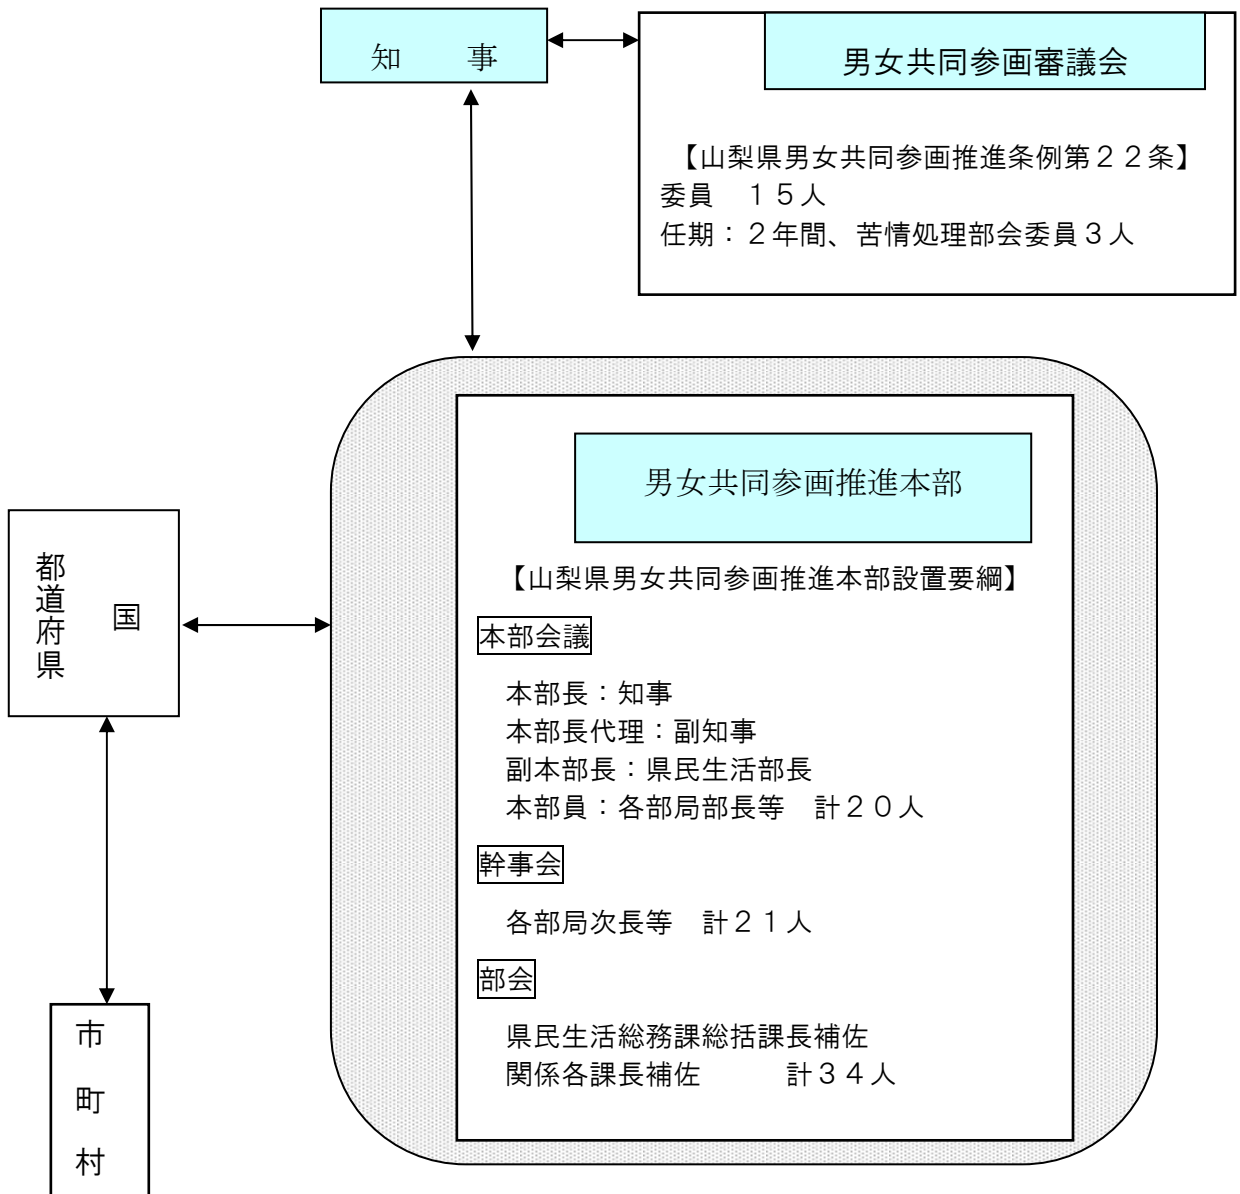 知　　事
男女共同参画審議会
【山梨県男女共同参画推進条例第２２条】
委員　１５人
任期：２年間、苦情処理部会委員３人
男女共同参画推進本部
【山梨県男女共同参画推進本部設置要綱】
本部会議
本部長：知事
本部長代理：副知事
副本部長：県民生活部長
本部員：各部局部長等　計２０人
幹事会
各部局次長等　計２１人
部会
県民生活総務課総括課長補佐
関係各課長補佐　　　計３４人
国
都道府県
市町村